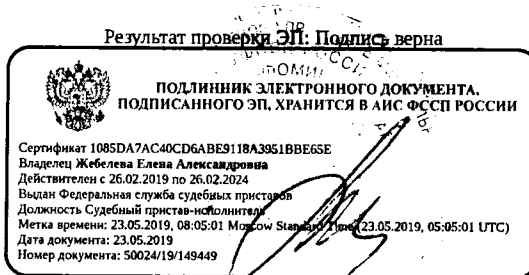 Результат проверки ЭП: Подпись верна
ПОДЛИННИК ЭЛЕКТРОННОГО ДОКУМЕНТА,
ПОДПИСАННОГО ЭП, ХРАНИТСЯ В АИС ФССП РОССИИ
Сертификат 1085DA7AC40CD6ABE9118A3951BBE65E
Владелец Жебелева Елена Александровна
Действителен с 26.02.2019 по 26.02.2024
Выдан Федеральная служба судебных приставов
Должность Судебный пристав-исполнитель
Метка времени: 23.05.2019, 08:05:01 Moscow Standard Time (23.05.2019, 05:05:01 UTC)
Дата документа: 23.05.2019
Номер документа: 50024/19/149449